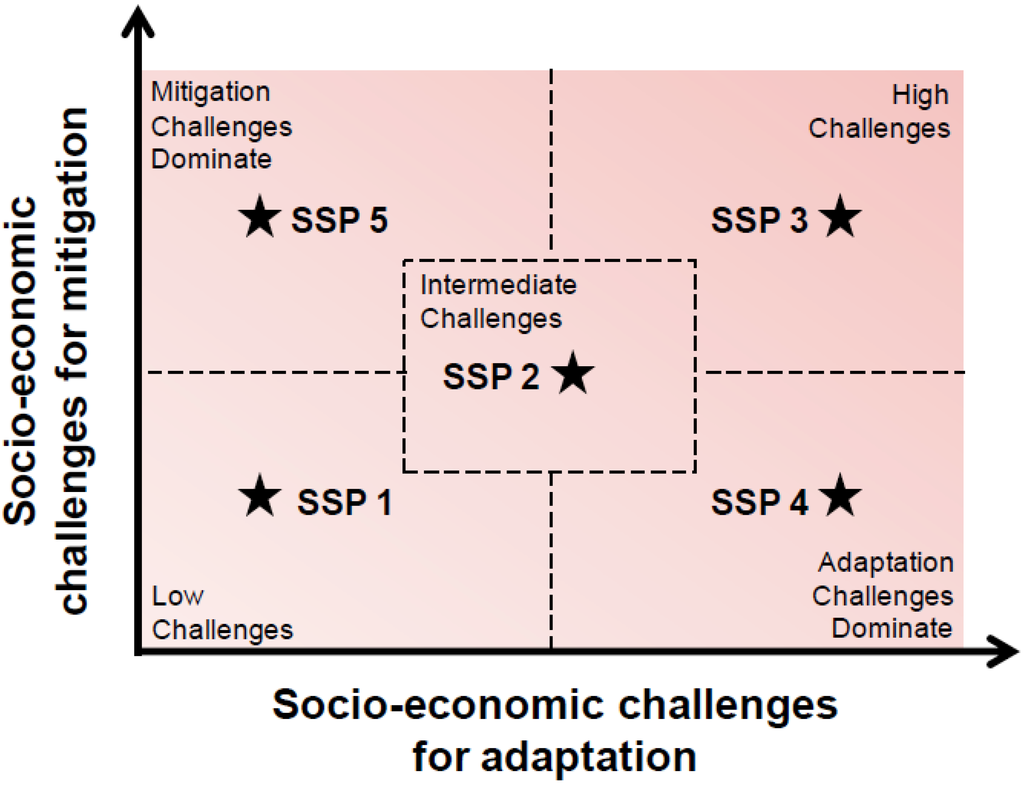 Socio-economic
challenges for mitigation
Mitigation
Challenges
Dominate
High
Challenges
SSP 5
SSP 3
Intermediate
Challenges
SSP 2
SSP 1
SSP 4
Low
Challenges
Adaptation
Challenges
Dominate
Socio-economic challenges
for adaptation